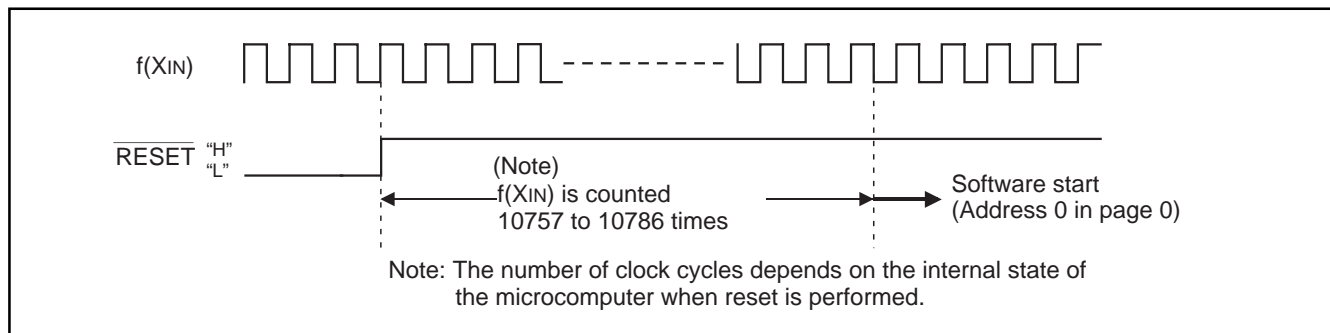 f(XIN)
RESET "H"
"L"
(Note)
f(XIN) is counted
10757 to 10786 times
Software start
(Address 0 in page 0)
Note: The number of clock cycles depends on the internal state of
the microcomputer when reset is performed.